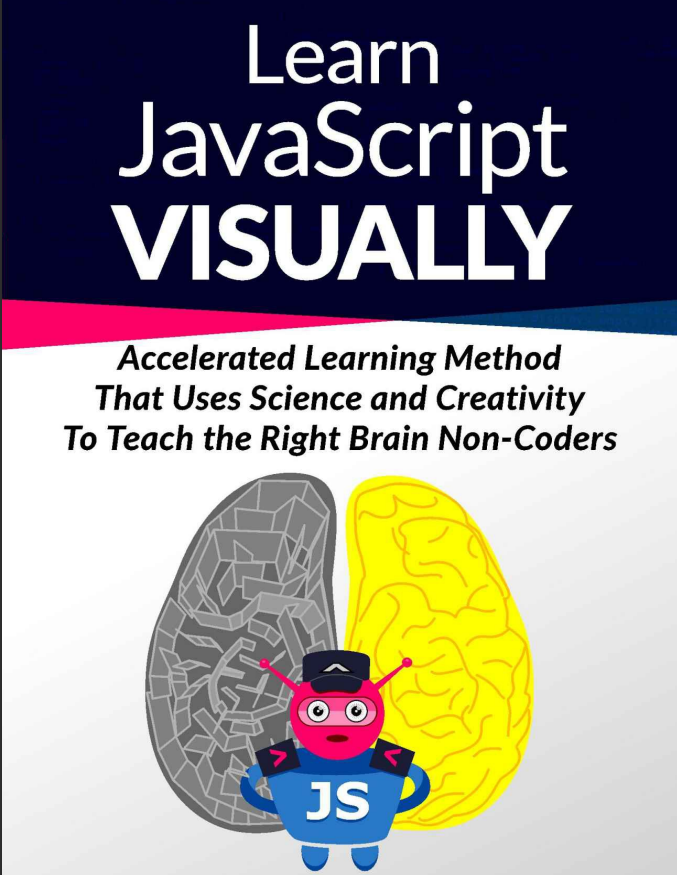 Learn
JavaScript
VISUALLY
Accelerated Learning Method
That Uses Science and Creativity
To Teach the Right Brain Non-Coders
> <
JS